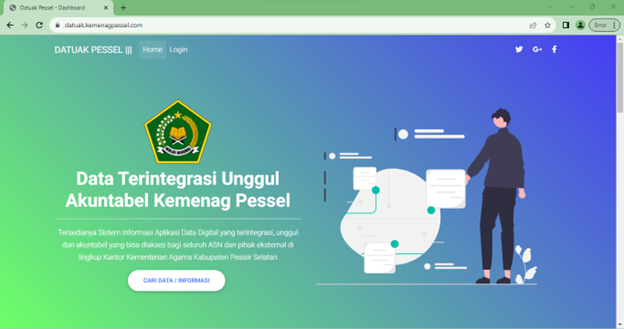 Datuak Pessel - Dashboard
datuak.kemenagpessel.com
Error
DATUAK PESSEL |||
Home
Login
Data Terintegrasi Unggul
Akuntabel Kemenag Pessel
Tersedianya Sistem Informasi Aplikasi Data Digital yang terintegrasi, unggul
dan akuntabel yang bisa diakses bagi seluruh ASN dan pihak eksternal di
lingkup Kantor Kementerian Agama Kabupaten Pesisir Selatan
CARI DATA / INFORMASI